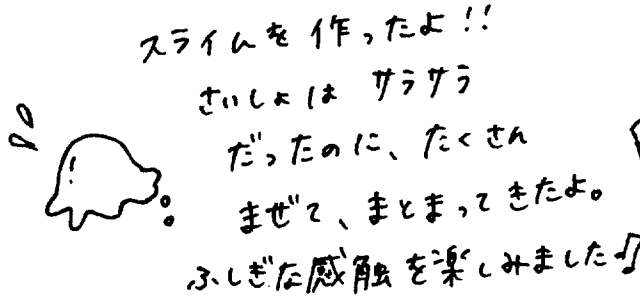 スライムを作ったよ!!
さいしょは サラサラ
だったのに、たくさん
まぜて、まとまってきたよ。
ふしぎな感触を楽しみました♫